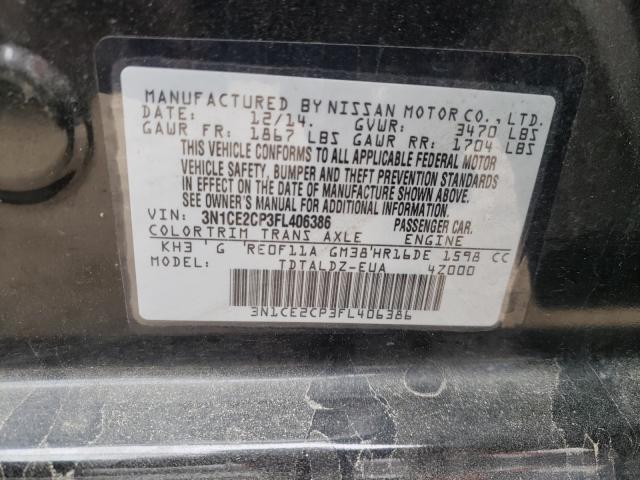 MANUFACTURED BY NISSAN MOTOR CO., LTD.
DATE: 12/14. GVWR: 3470 LBS
GAWR FR: 1867 LBS GAWR RR: 1704 LBS
THIS VEHICLE CONFORMS TO ALL APPLICABLE FEDERAL MOTOR
VEHICLE SAFETY, BUMPER AND THEFT PREVENTION STANDARDS
IN EFFECT ON THE DATE OF MANUFACTURE SHOWN ABOVE.
SEE OWNER'S MANUAL FOR ADDITIONAL INFORMATION.
VIN: 3N1CE2CP3FL406386 PASSENGER CAR.
COLOR TRIM TRANS AXLE ENGINE
KH3 'G 'RE0F11A GM38'HR16DE 1598 CC
MODEL: TDTALDZ-EUA 4Z000
3N1CE2CP3FL406386